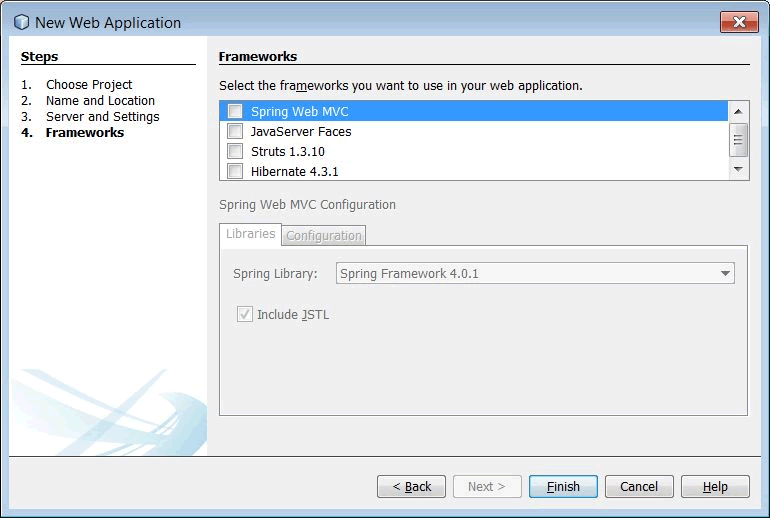 New Web Application
Steps
1. Choose Project
2. Name and Location
3. Server and Settings
4. Frameworks
Frameworks
Select the frameworks you want to use in your web application.
Spring Web MVC
JavaServer Faces
Struts 1.3.10
Hibernate 4.3.1
Spring Web MVC Configuration
Libraries
Configuration
Spring Library: Spring Framework 4.0.1
Include JSTL
< Back
Next >
Finish
Cancel
Help